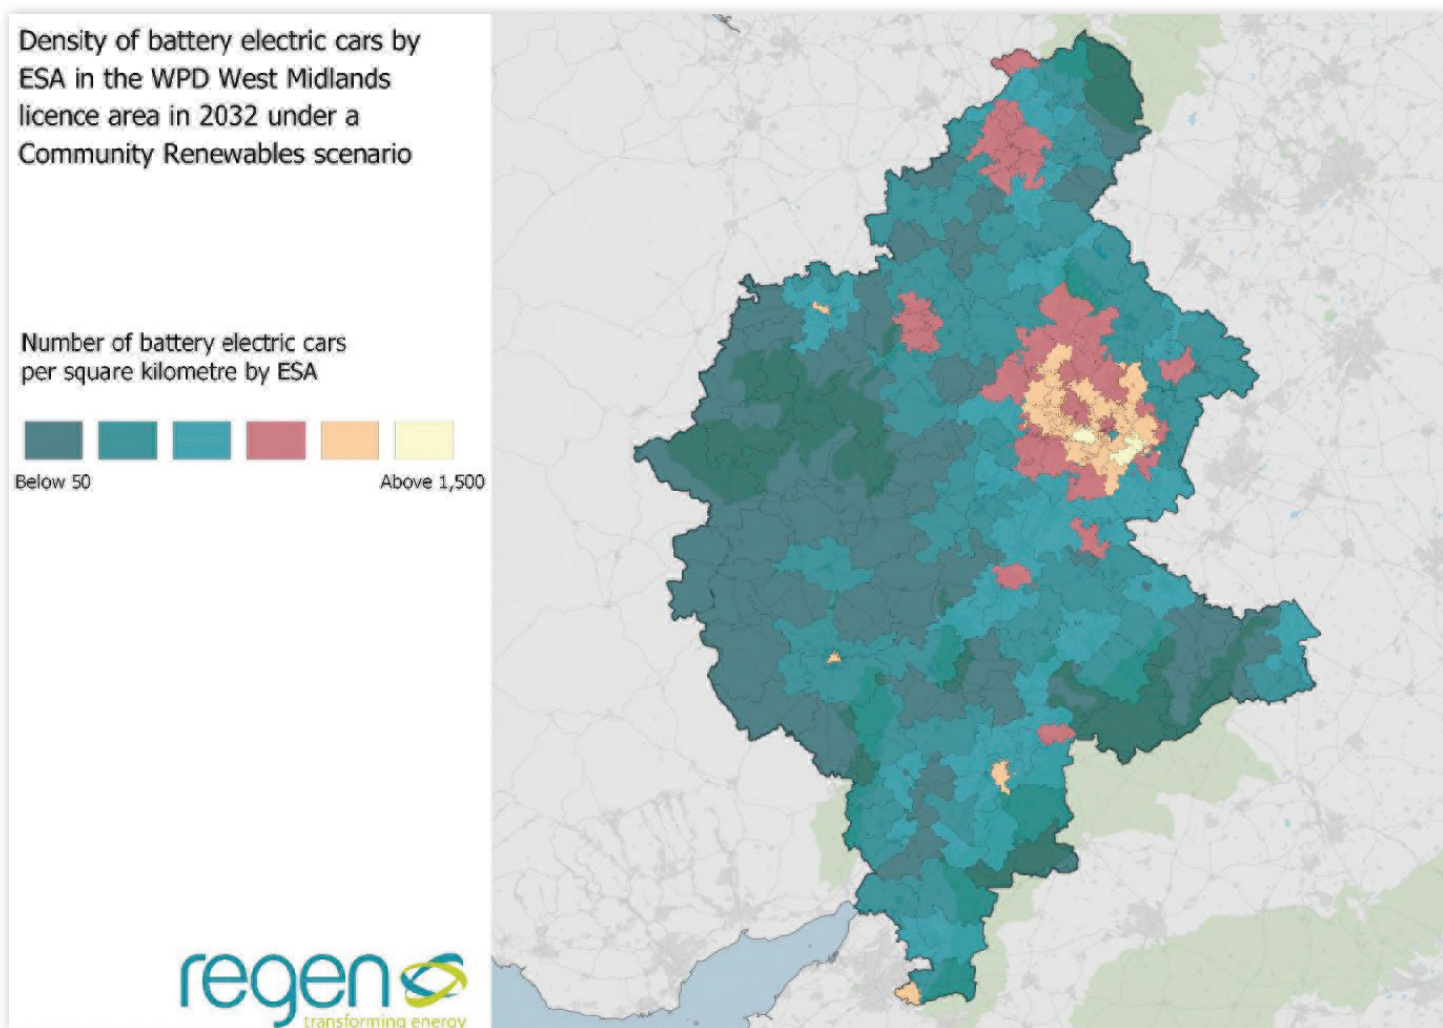 Density of battery electric cars by
ESA in the WPD West Midlands
licence area in 2032 under a
Community Renewables scenario
Number of battery electric cars
per square kilometre by ESA
Below 50
Above 1,500
regen
transforming energy